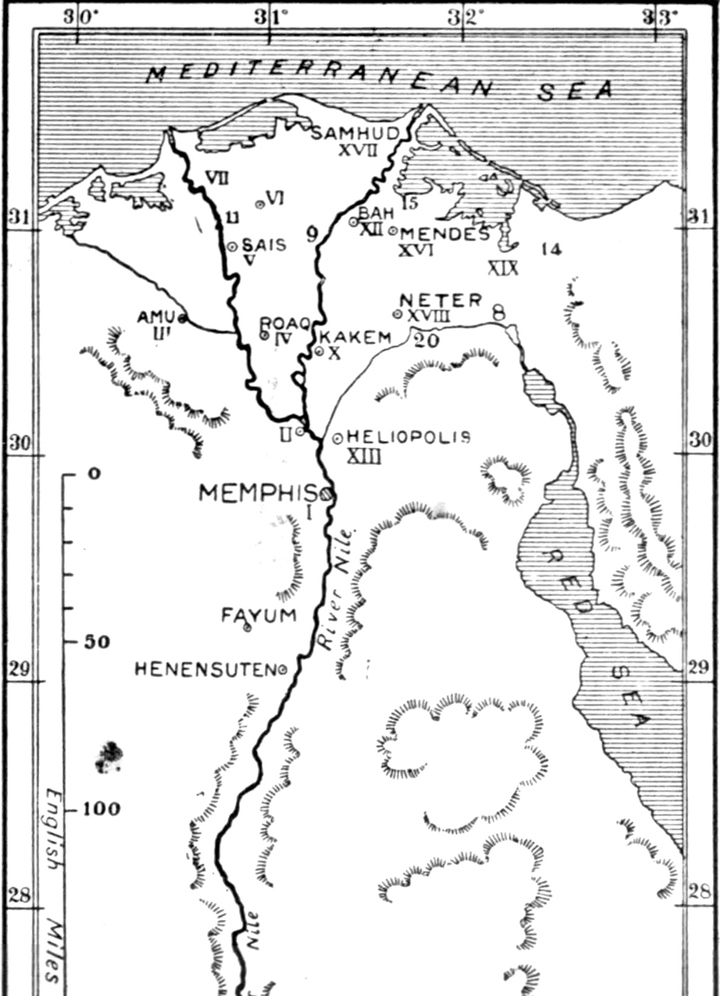 30° 31° 32° 33°
MEDITERRANEAN SEA
SAMHUD
XVII
VII
VI
15
11
BAH
XII
31
31
SAIS
V
9
MENDES
XVI
XIX
14
AMU
III
ROAQ
IV
NETER
XVIII
8
KAKEM
X
20
II
HELIOPOLIS
XIII
30
30
0
MEMPHIS
I
River Nile.
RED SEA
FAYUM
50
HENENSUTEN
29
29
100
English Miles
28
28
Nile